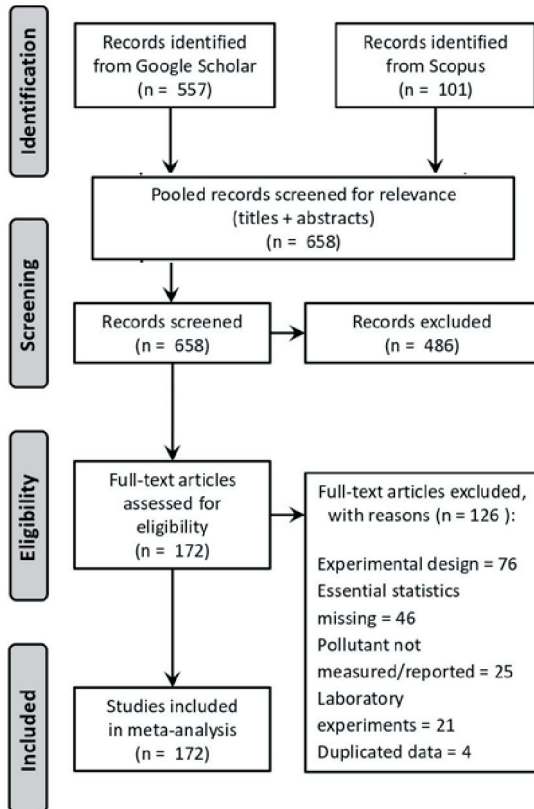 Identification
Records identified
from Google Scholar
(n = 557)
Records identified
from Scopus
(n = 101)
Pooled records screened for relevance
(titles + abstracts)
(n = 658)
Screening
Records screened
(n = 658)
Records excluded
(n = 486)
Eligibility
Full-text articles
assessed for
eligibility
(n = 172)
Full-text articles excluded,
with reasons (n = 126 ) :
Experimental design = 76
Essential statistics
missing = 46
Pollutant not
measured/reported = 25
Laboratory
experiments = 21
Duplicated data = 4
Included
Studies included
in meta-analysis
(n = 172)